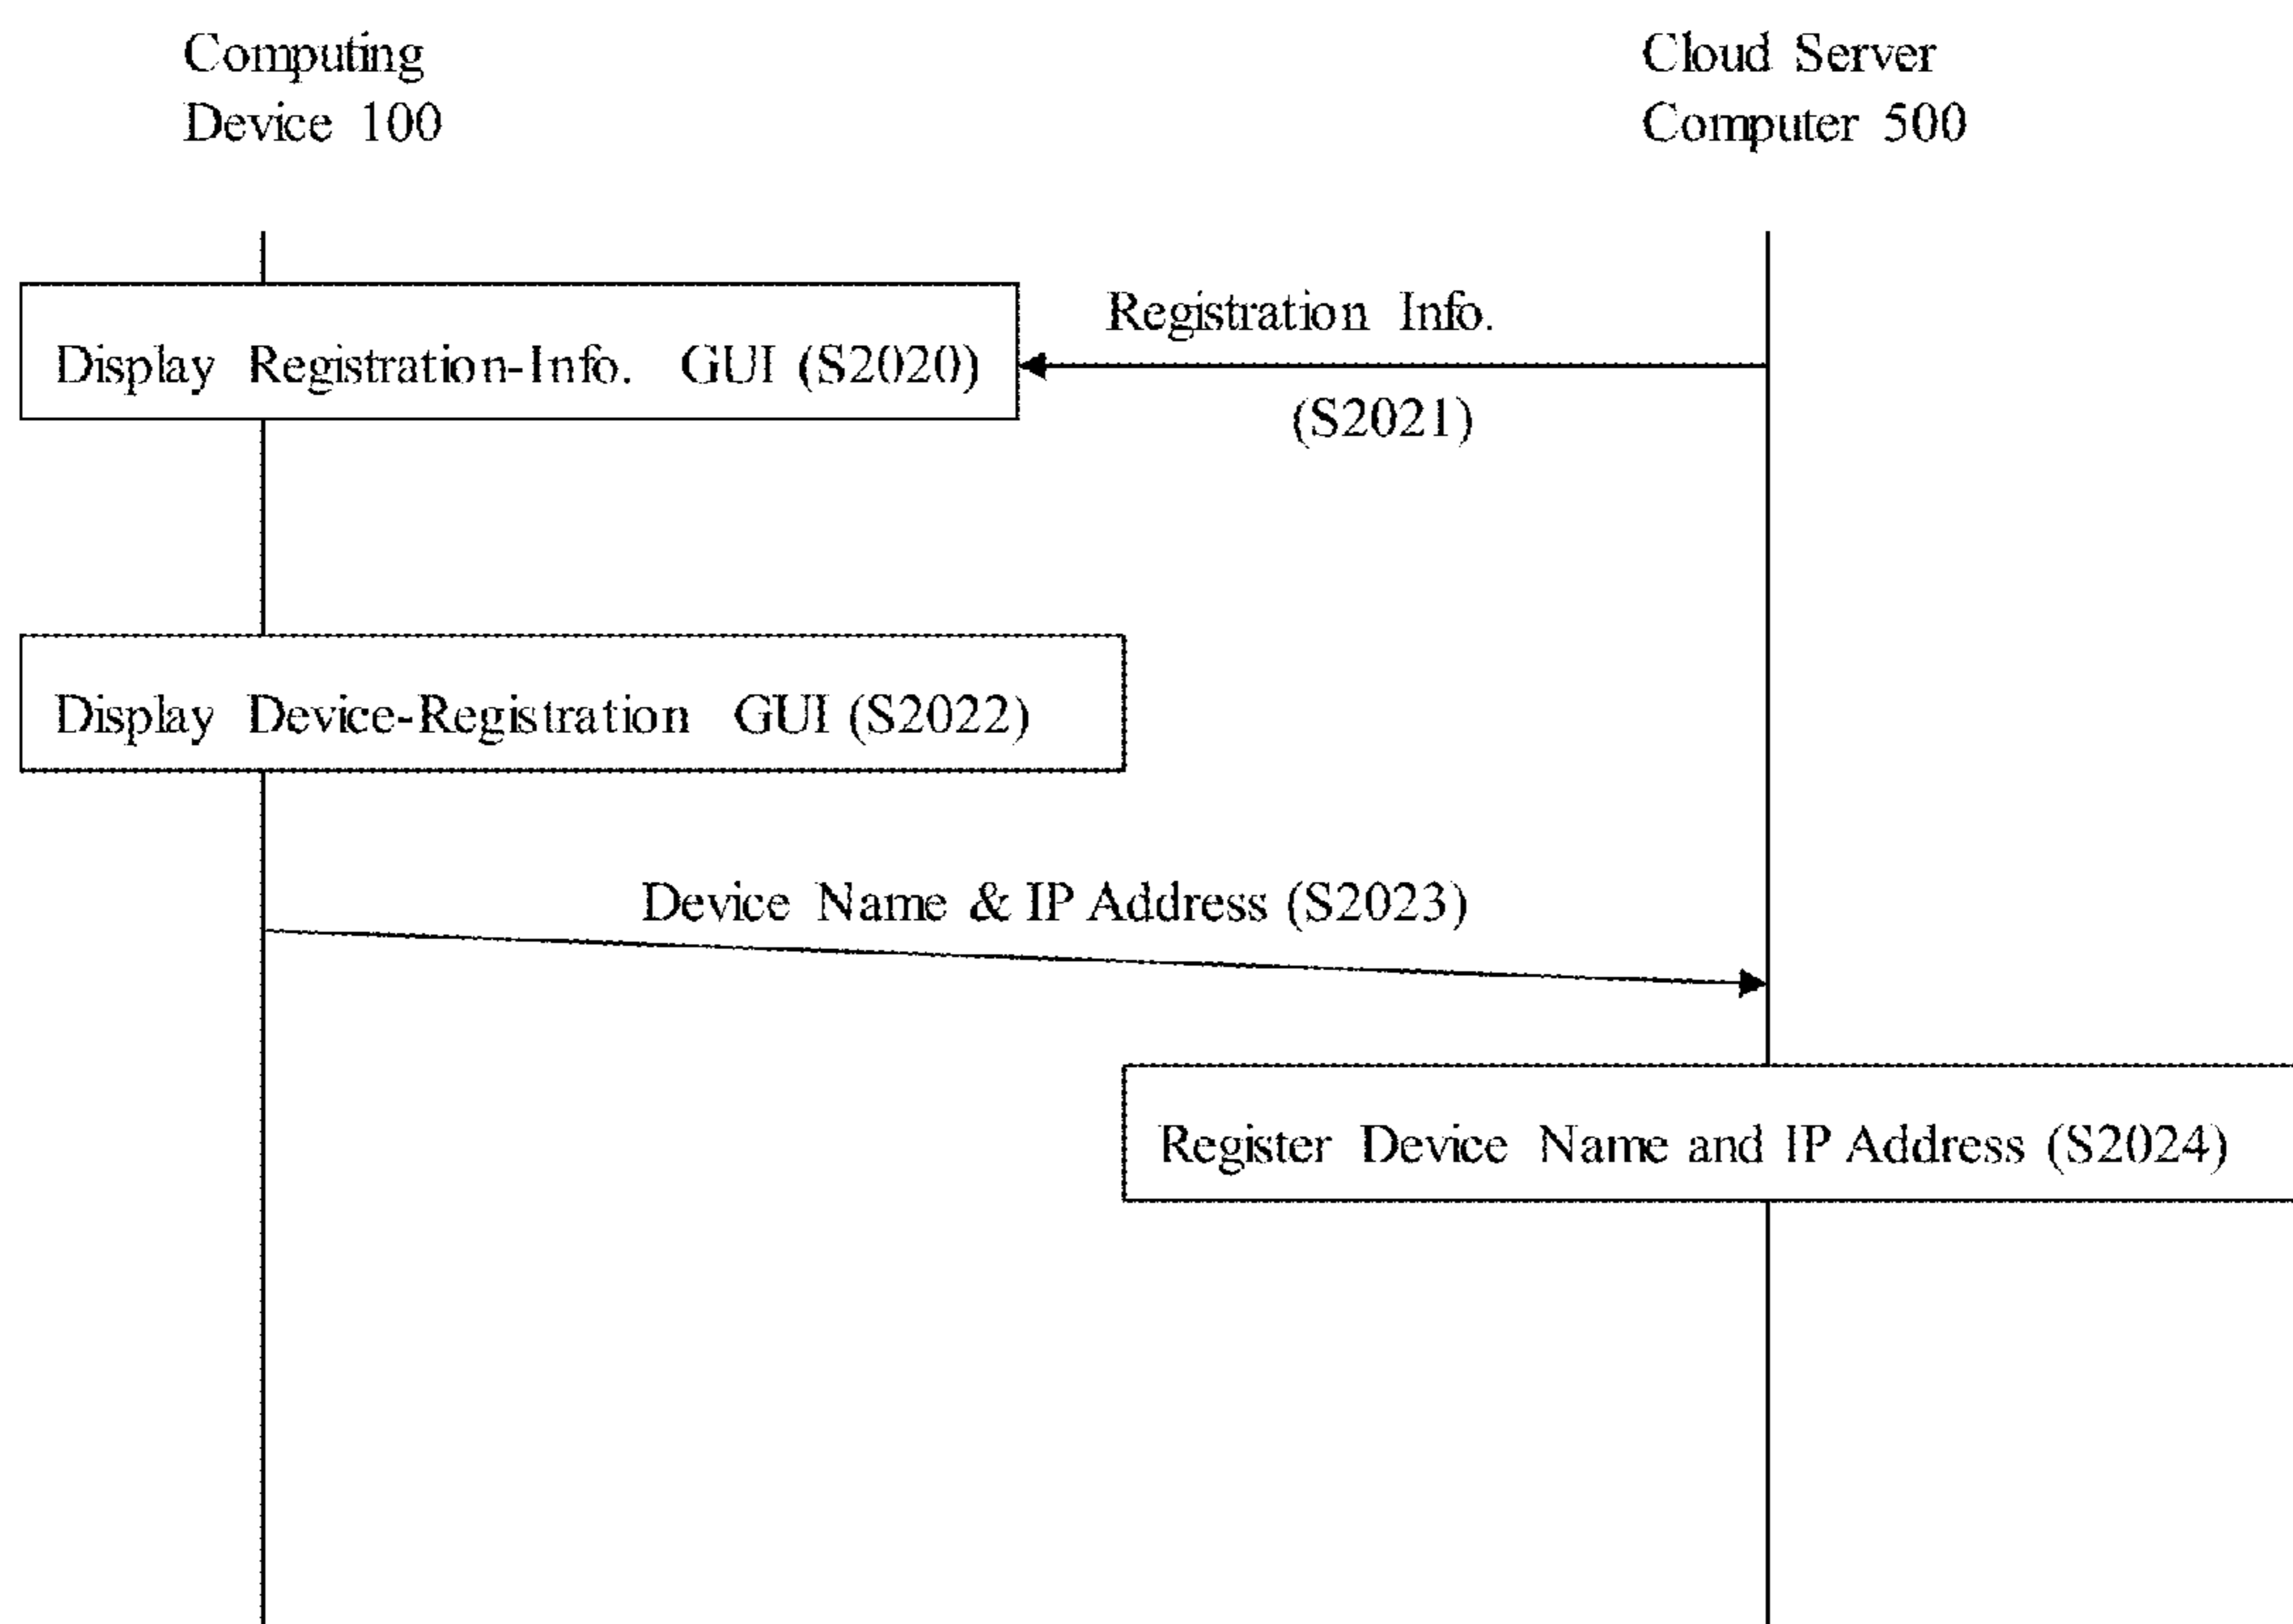 Computing
Device 100
Cloud Server
Computer 500
Registration Info.
Display Registration-Info. GUI (S2020)
(S2021)
Display Device-Registration GUI (S2022)
Device Name & IP Address (S2023)
Register Device Name and IP Address (S2024)